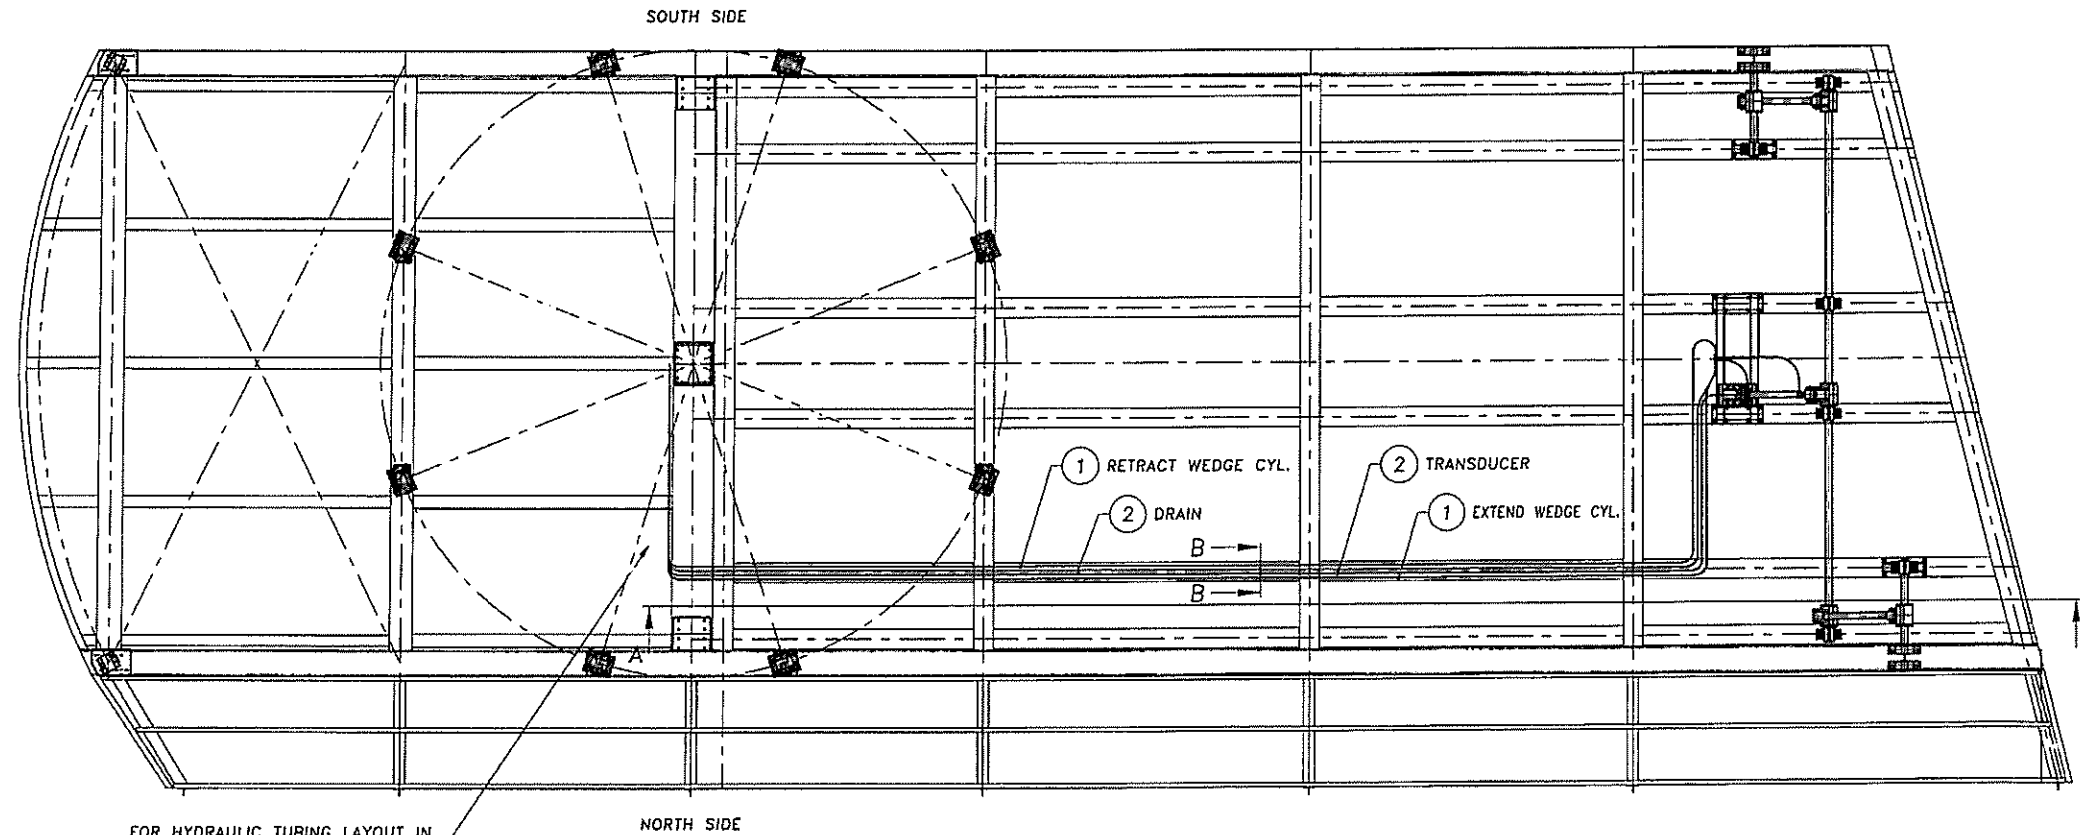 SOUTH SIDE
1 RETRACT WEDGE CYL.
2 TRANSDUCER
2 DRAIN
1 EXTEND WEDGE CYL.
B
B
A
FOR HYDRAULIC TUBING LAYOUT IN
NORTH SIDE